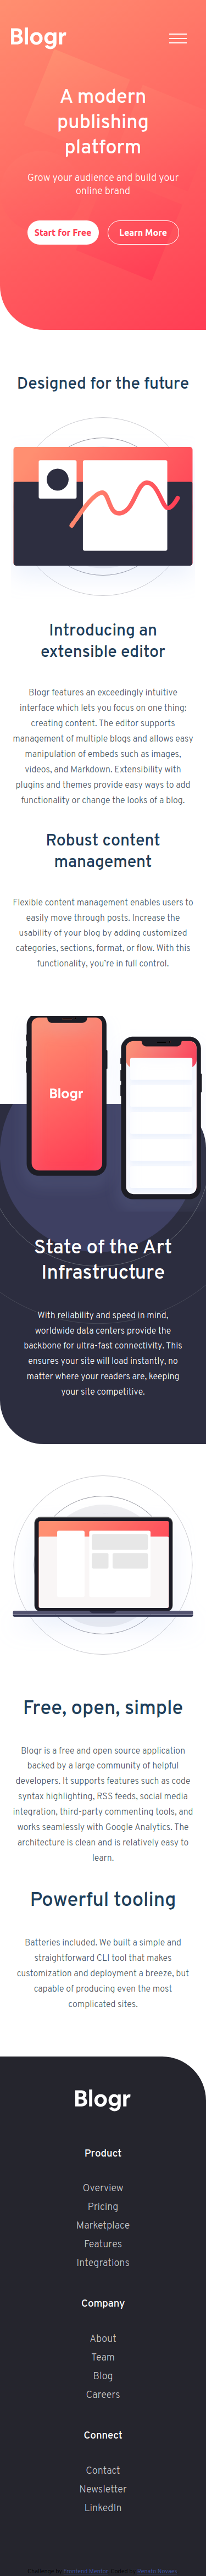 Blogr
A modern
publishing
platform
Grow your audience and build your
online brand
Start for Free
Learn More
Designed for the future
Introducing an
extensible editor
Blogr features an exceedingly intuitive
interface which lets you focus on one thing:
creating content. The editor supports
management of multiple blogs and allows easy
manipulation of embeds such as images,
videos, and Markdown. Extensibility with
plugins and themes provide easy ways to add
functionality or change the looks of a blog.
Robust content
management
Flexible content management enables users to
easily move through posts. Increase the
usability of your blog by adding customized
categories, sections, format, or flow. With this
functionality, you're in full control.
Blogr
State of the Art
Infrastructure
With reliability and speed in mind,
worldwide data centers provide the
backbone for ultra-fast connectivity. This
ensures your site will load instantly, no
matter where your readers are, keeping
your site competitive.
Free, open, simple
Blogr is a free and open source application
backed by a large community of helpful
developers. It supports features such as code
syntax highlighting, RSS feeds, social media
integration, third-party commenting tools, and
works seamlessly with Google Analytics. The
architecture is clean and is relatively easy to
learn.
Powerful tooling
Batteries included. We built a simple and
straightforward CLI tool that makes
customization and deployment a breeze, but
capable of producing even the most
complicated sites.
Blogr
Product
Overview
Pricing
Marketplace
Features
Integrations
Company
About
Team
Blog
Careers
Connect
Contact
Newsletter
LinkedIn
Challenge by Frontend Mentor. Coded by